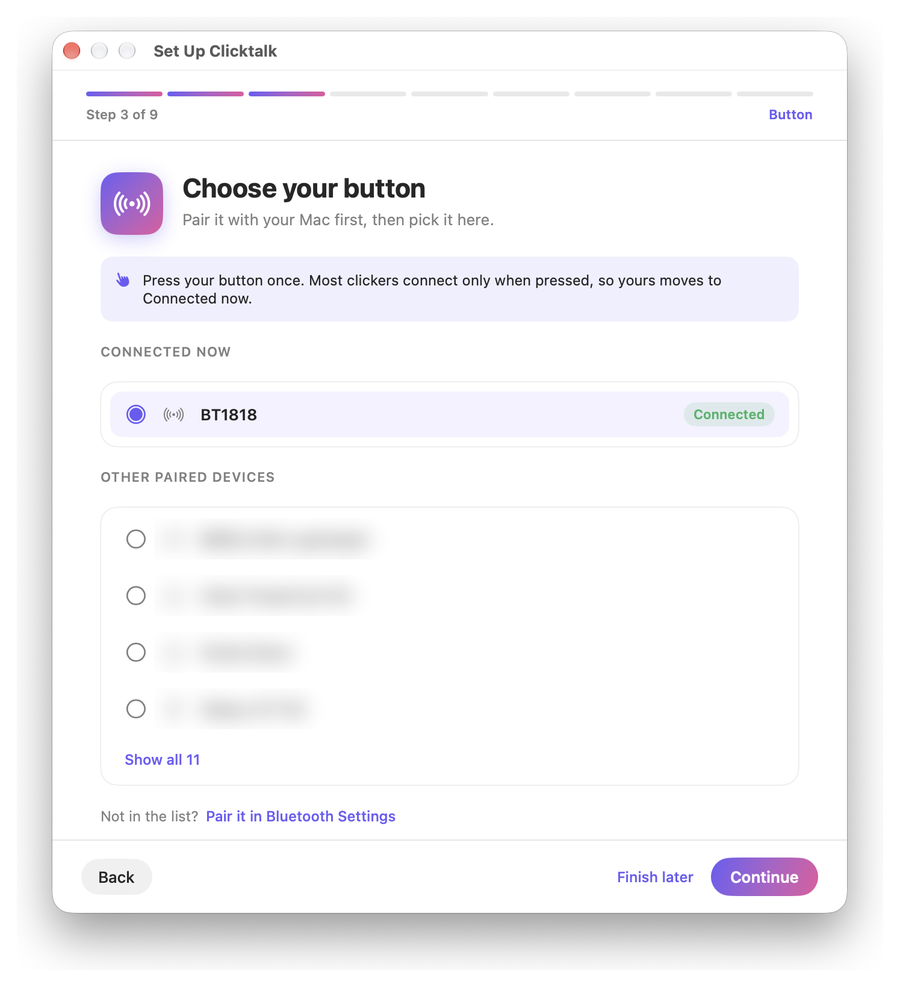 Set Up Clicktalk
Step 3 of 9
Button
Choose your button
Pair it with your Mac first, then pick it here.
Press your button once. Most clickers connect only when pressed, so yours moves to
Connected now.
CONNECTED NOW
BT1818
Connected
OTHER PAIRED DEVICES
Show all 11
Not in the list? Pair it in Bluetooth Settings
Back
Finish later
Continue